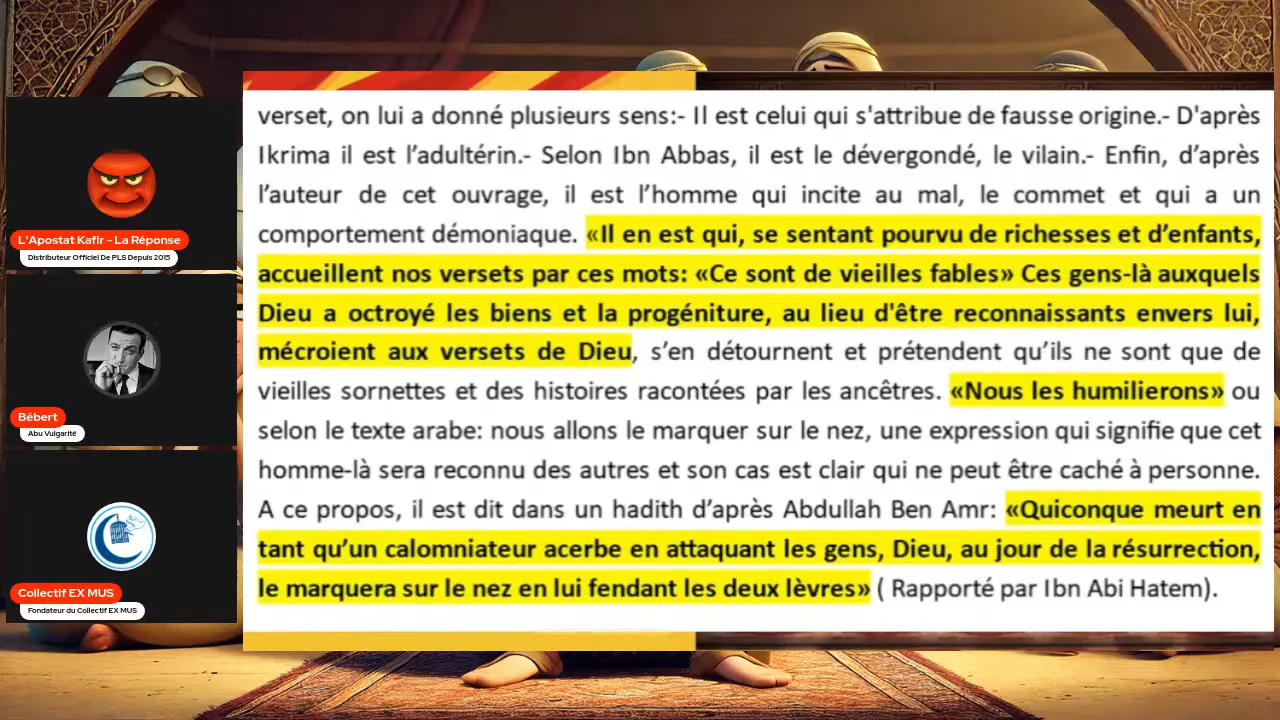 L'Apostat Kafir - La Réponse
Distributeur Officiel De PLS Depuis 2015
Bébert
Abu Vulgarité
Collectif EX MUS
Fondateur du Collectif EX MUS
verset, on lui a donné plusieurs sens:- Il est celui qui s'attribue de fausse origine.- D'après
Ikrima il est l’adultérin.- Selon Ibn Abbas, il est le dévergondé, le vilain.- Enfin, d’après
l’auteur de cet ouvrage, il est l’homme qui incite au mal, le commet et qui a un
comportement démoniaque. «Il en est qui, se sentant pourvu de richesses et d’enfants,
accueillent nos versets par ces mots: «Ce sont de vieilles fables» Ces gens-là auxquels
Dieu a octroyé les biens et la progéniture, au lieu d'être reconnaissants envers lui,
mécroient aux versets de Dieu, s’en détournent et prétendent qu’ils ne sont que de
vieilles sornettes et des histoires racontées par les ancêtres. «Nous les humilierons» ou
selon le texte arabe: nous allons le marquer sur le nez, une expression qui signifie que cet
homme-là sera reconnu des autres et son cas est clair qui ne peut être caché à personne.
A ce propos, il est dit dans un hadith d’après Abdullah Ben Amr: «Quiconque meurt en
tant qu’un calomniateur acerbe en attaquant les gens, Dieu, au jour de la résurrection,
le marquera sur le nez en lui fendant les deux lèvres» ( Rapporté par Ibn Abi Hatem).